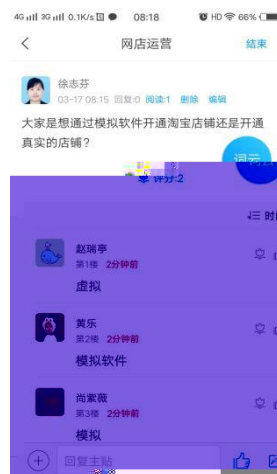 4G 3G 0.1K/s 08:18 HD 66%
网店运营 结束
徐志芬
03-17 08:15 回复:0 阅读:1 删除 编辑
大家是想通过模拟软件开通淘宝店铺还是开通
真实的店铺？
词云
评分:2
时
赵瑞亭
第1楼 2分钟前
虚拟
黄乐
第2楼 2分钟前
模拟软件
尚紫薇
第3楼 2分钟前
模拟
回复主贴